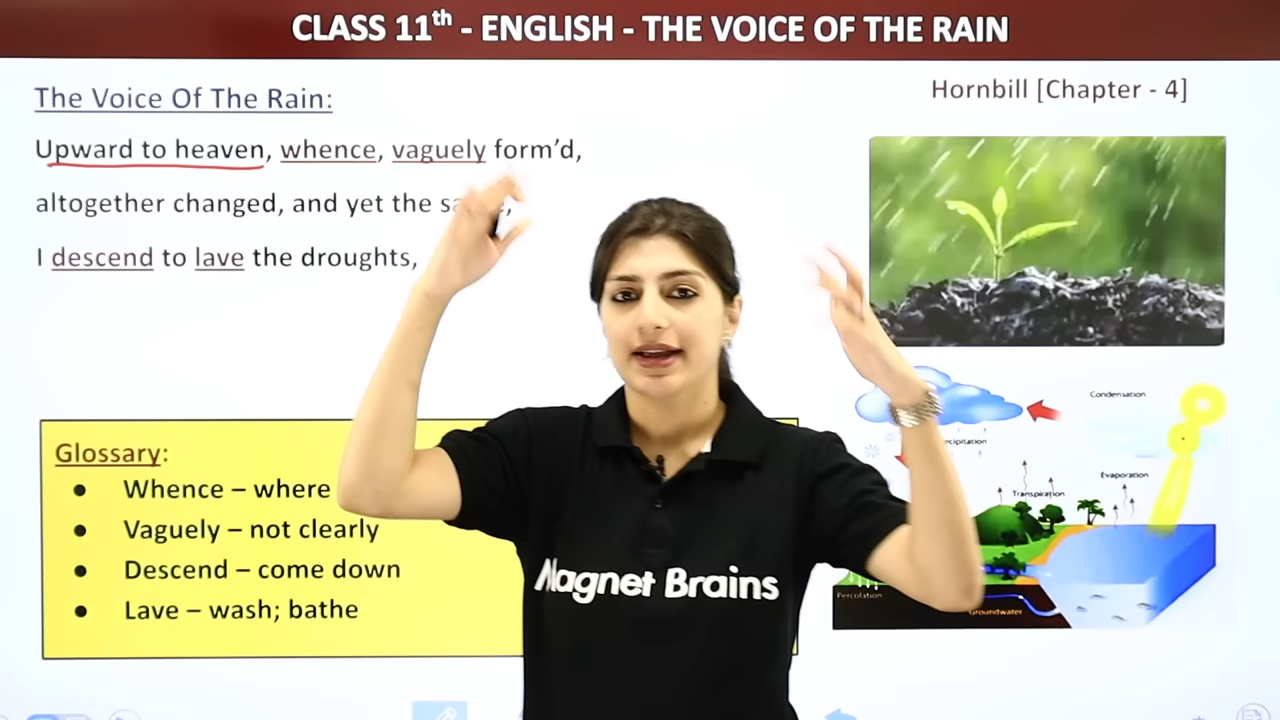 CLASS 11th - ENGLISH - THE VOICE OF THE RAIN
The Voice Of The Rain:
Hornbill [Chapter - 4]
Upward to heaven, whence, vaguely form’d,
altogether changed, and yet the
I descend to lave the droughts,
Glossary:
● Whence – where
● Vaguely – not clearly
● Descend – come down
● Lave – wash; bathe
Condensation
Evaporation
Transpiration
Percolation
Groundwater
Magnet Brains